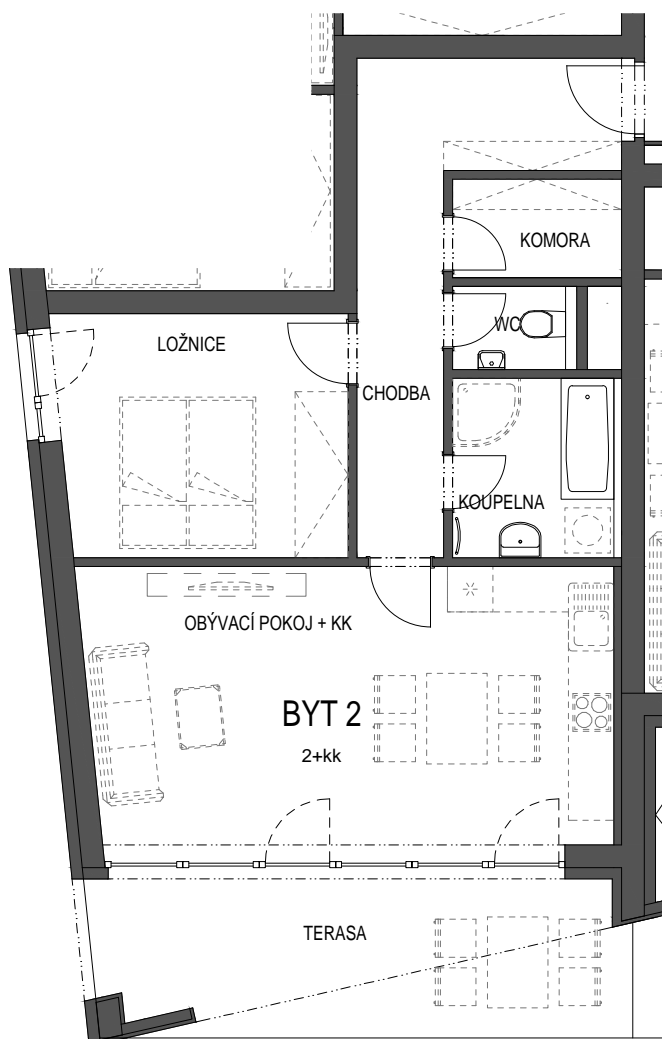 KOMORA
WC
LOŽNICE
CHODBA
KOUPELNA
OBÝVACÍ POKOJ + KK
BYT 2
2+kk
TERASA